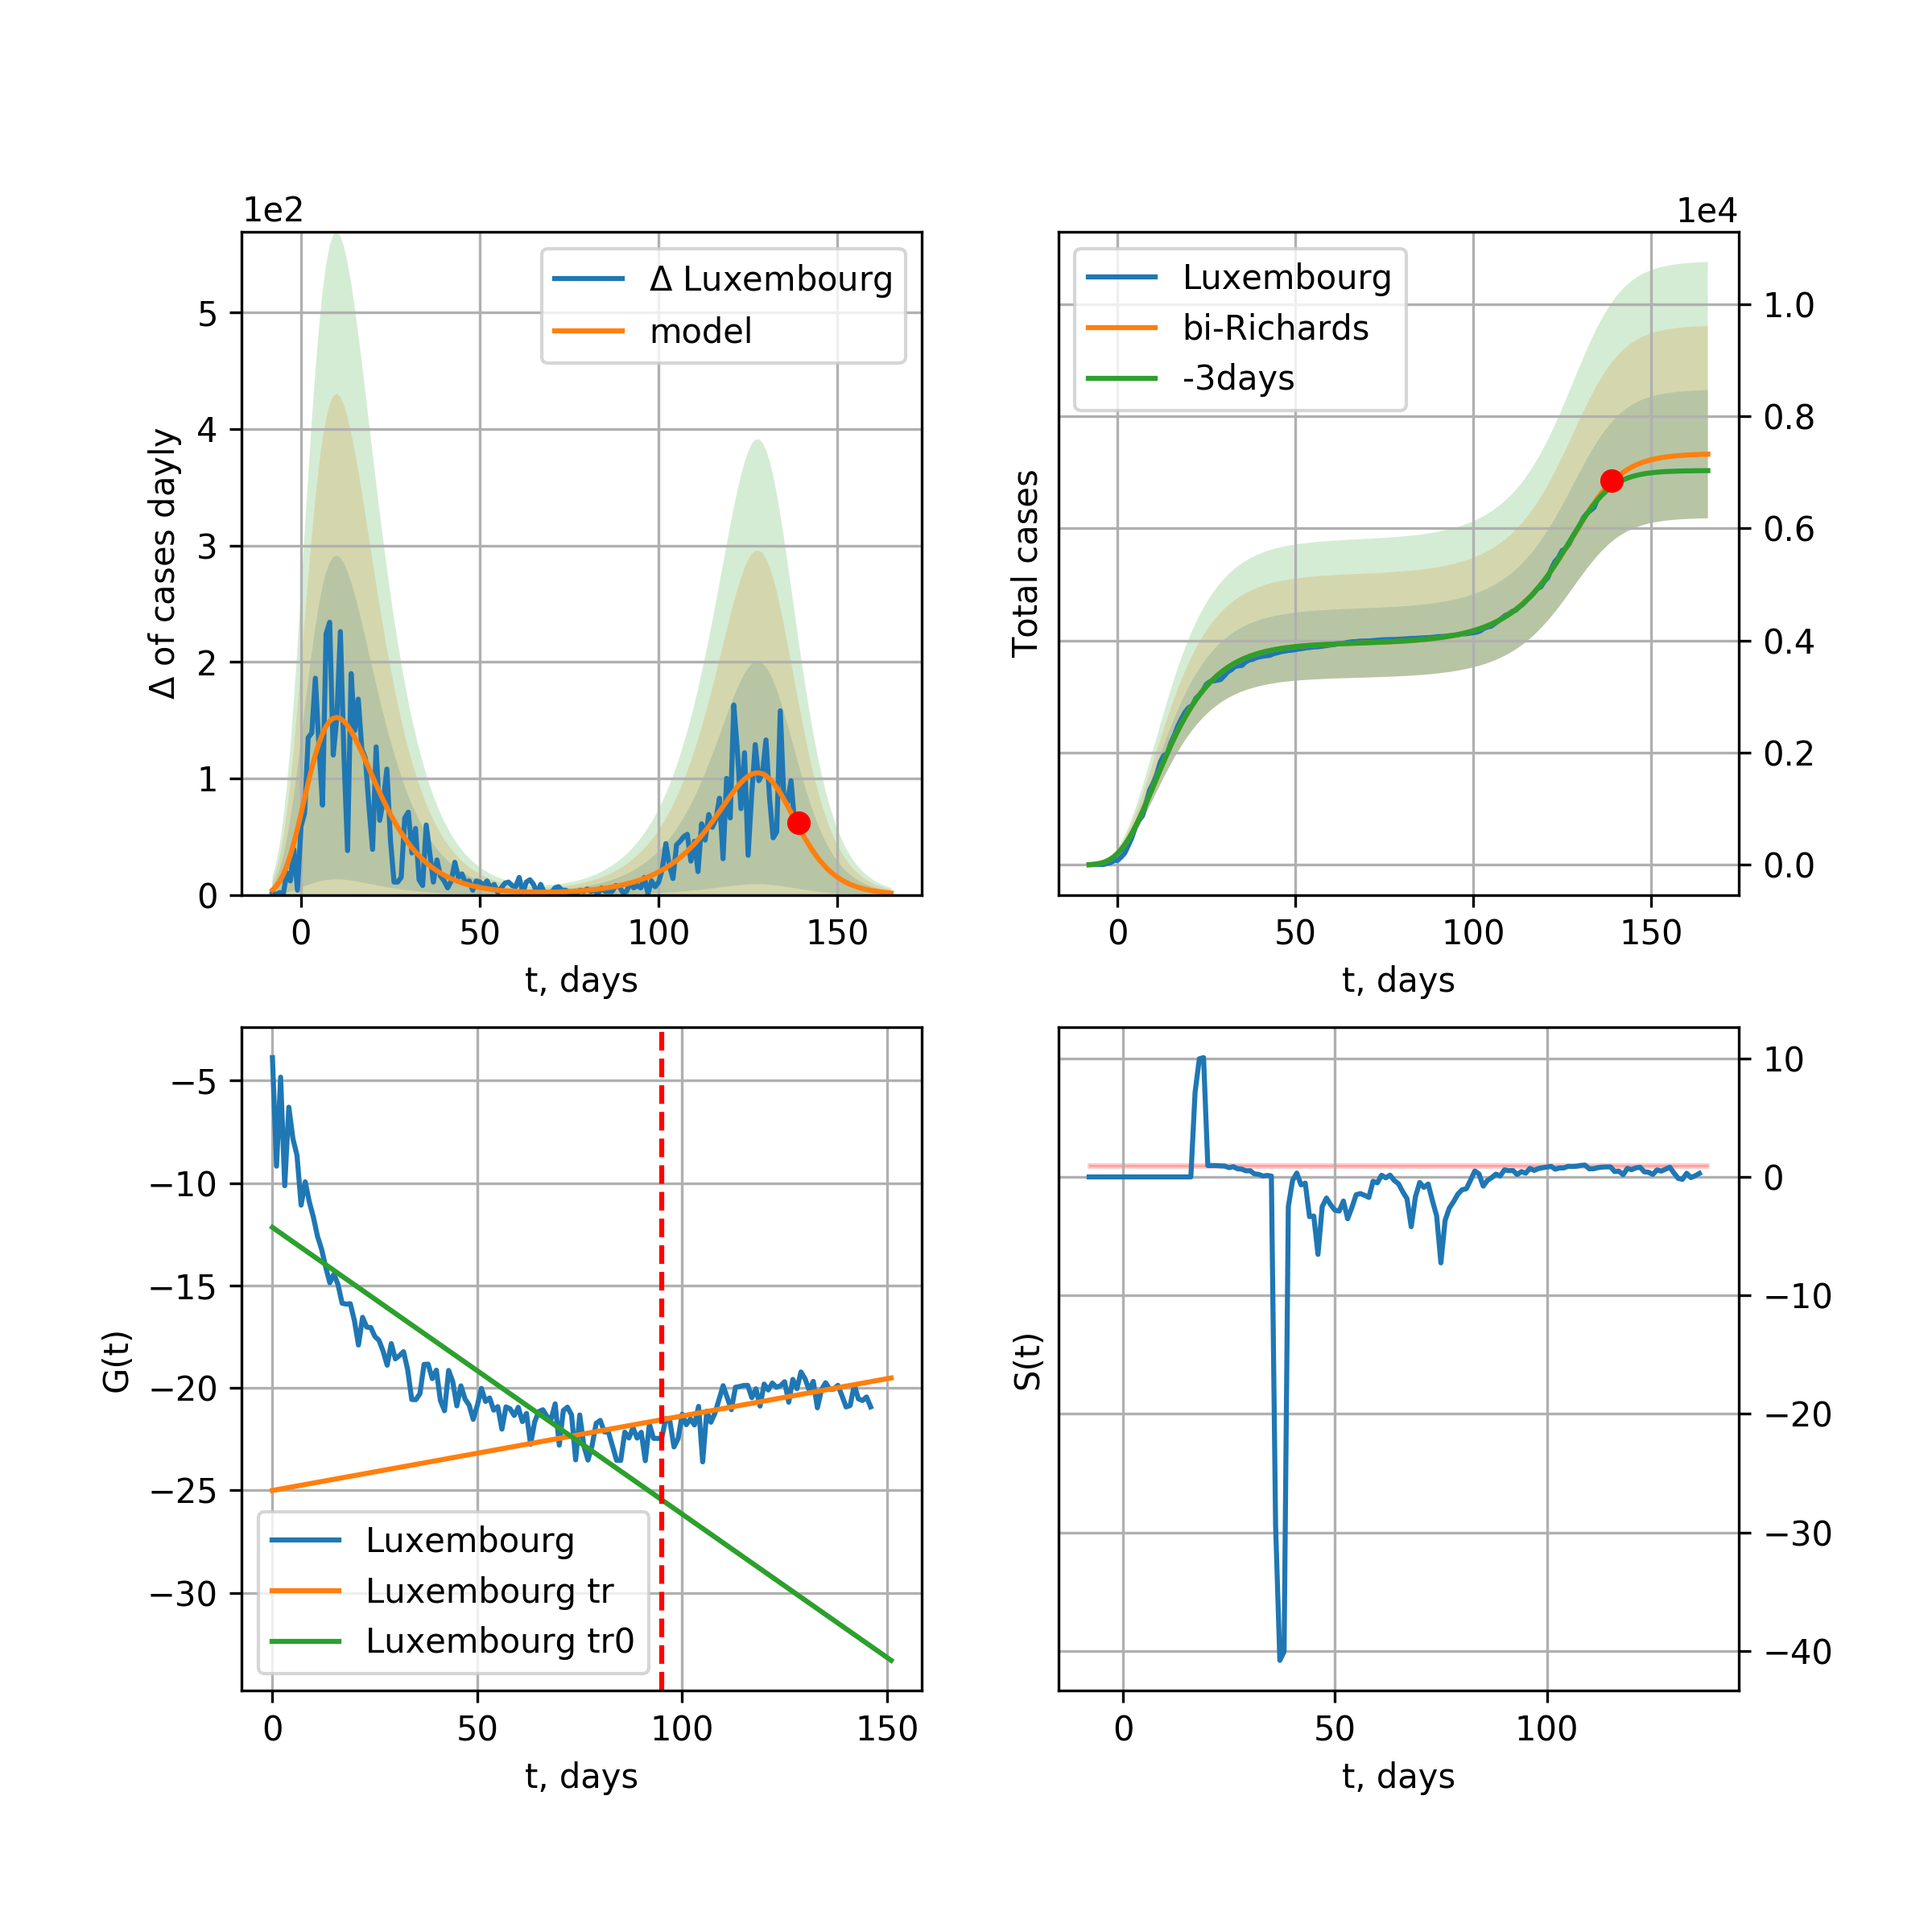 1e2
Δ of cases dayly
5
4
3
2
1
0
0 50 100 150
t, days
Δ Luxembourg
model
1e4
Total cases
1.0
0.8
0.6
0.4
0.2
0.0
0 50 100 150
t, days
Luxembourg
bi-Richards
-3days
G(t)
−5
−10
−15
−20
−25
−30
0 50 100 150
t, days
Luxembourg
Luxembourg tr
Luxembourg tr0
S(t)
10
0
−10
−20
−30
−40
0 50 100
t, days